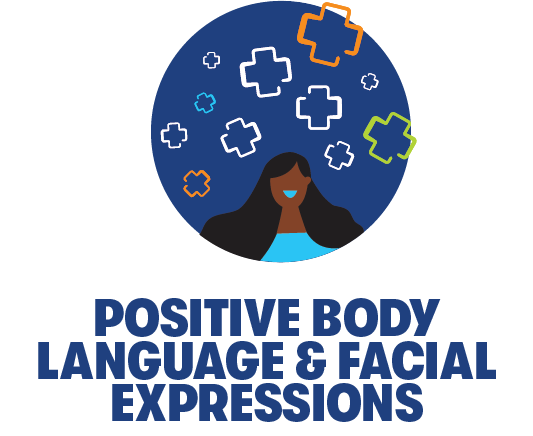 POSITIVE BODY
LANGUAGE & FACIAL
EXPRESSIONS